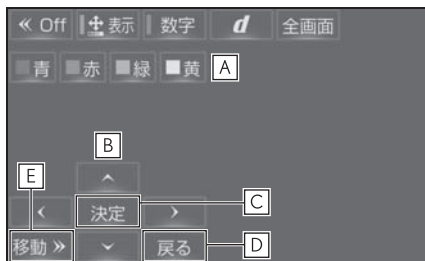 « Off 表示 数字 d 全画面
青 赤 緑 黄 A
B
E ^
< 決定 > C
移動 » ⌄ 戻る D